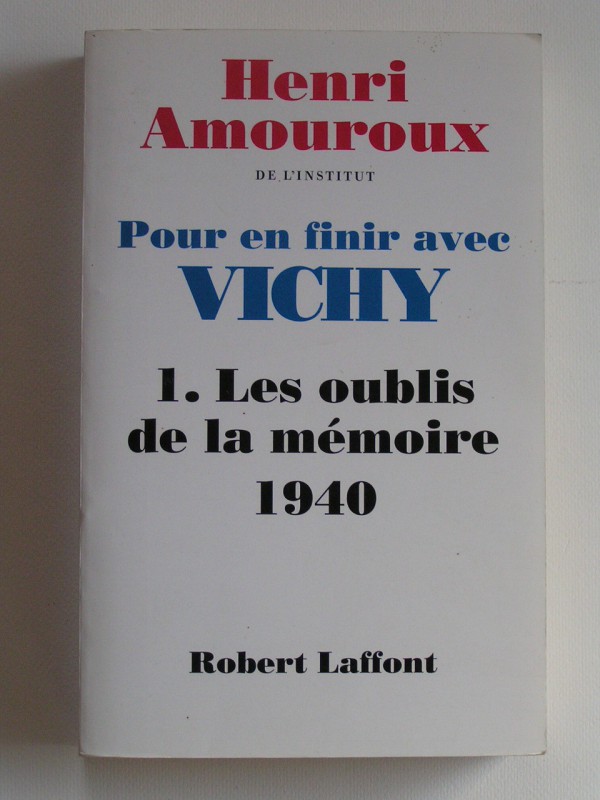 Henri
Amouroux
DE L'INSTITUT
Pour en finir avec
VICHY
1. Les oublis
de la mémoire
1940
Robert Laffont